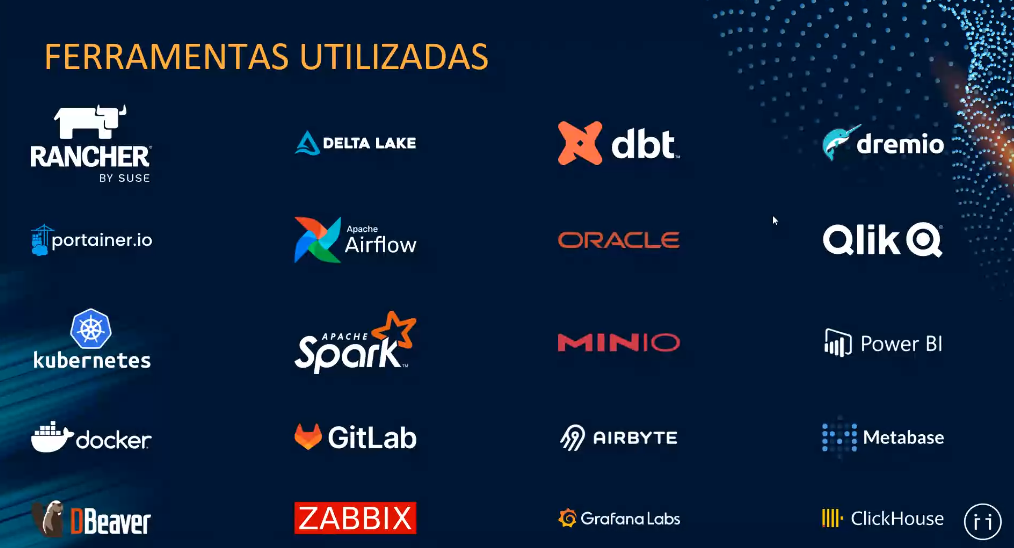 FERRAMENTAS UTILIZADAS
RANCHER
BY SUSE
DELTA LAKE
dbt
dremio
portainer.io
Apache
Airflow
ORACLE
Qlik
kubernetes
APACHE
Spark
MINIO
Power BI
docker
GitLab
AIRBYTE
Metabase
DBeaver
ZABBIX
Grafana Labs
ClickHouse